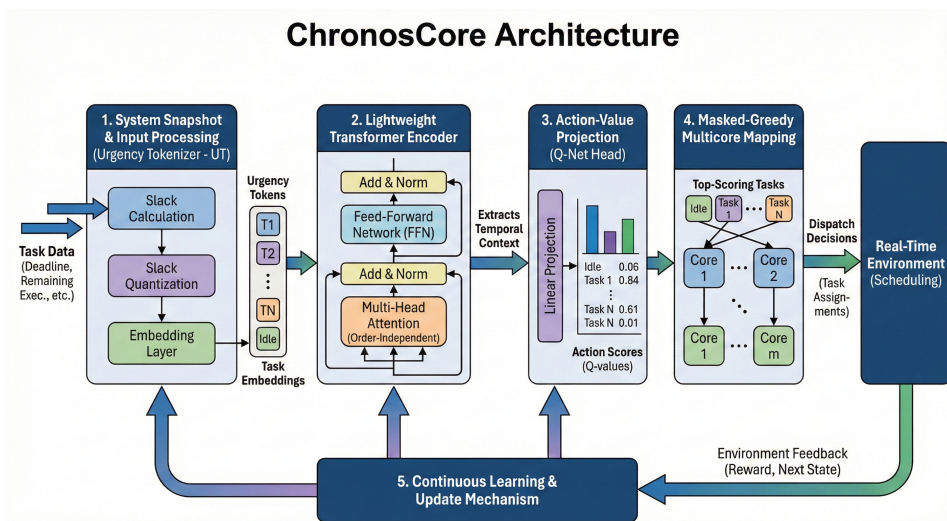 ChronosCore Architecture
1. System Snapshot
& Input Processing
(Urgency Tokenizer - UT)
Task Data
(Deadline,
Remaining
Exec., etc.)
Slack
Calculation
Slack
Quantization
Embedding
Layer
Urgency
Tokens
T1
T2
TN
Idle
Task
Embeddings
2. Lightweight
Transformer Encoder
Add & Norm
Feed-Forward
Network (FFN)
Add & Norm
Multi-Head
Attention
(Order-Independent)
Extracts
Temporal
Context
3. Action-Value
Projection
(Q-Net Head)
Linear Projection
Idle 0.06
Task 1 0.84
Task N 0.61
Task N 0.01
Action Scores
(Q-values)
4. Masked-Greedy
Multicore Mapping
Top-Scoring Tasks
Idle
Task
1
Task
N
Core
1
Core
2
Core
1
Core
m
Dispatch
Decisions
(Task
Assign-
ments)
Real-Time
Environment
(Scheduling)
Environment Feedback
(Reward, Next State)
5. Continuous Learning &
Update Mechanism